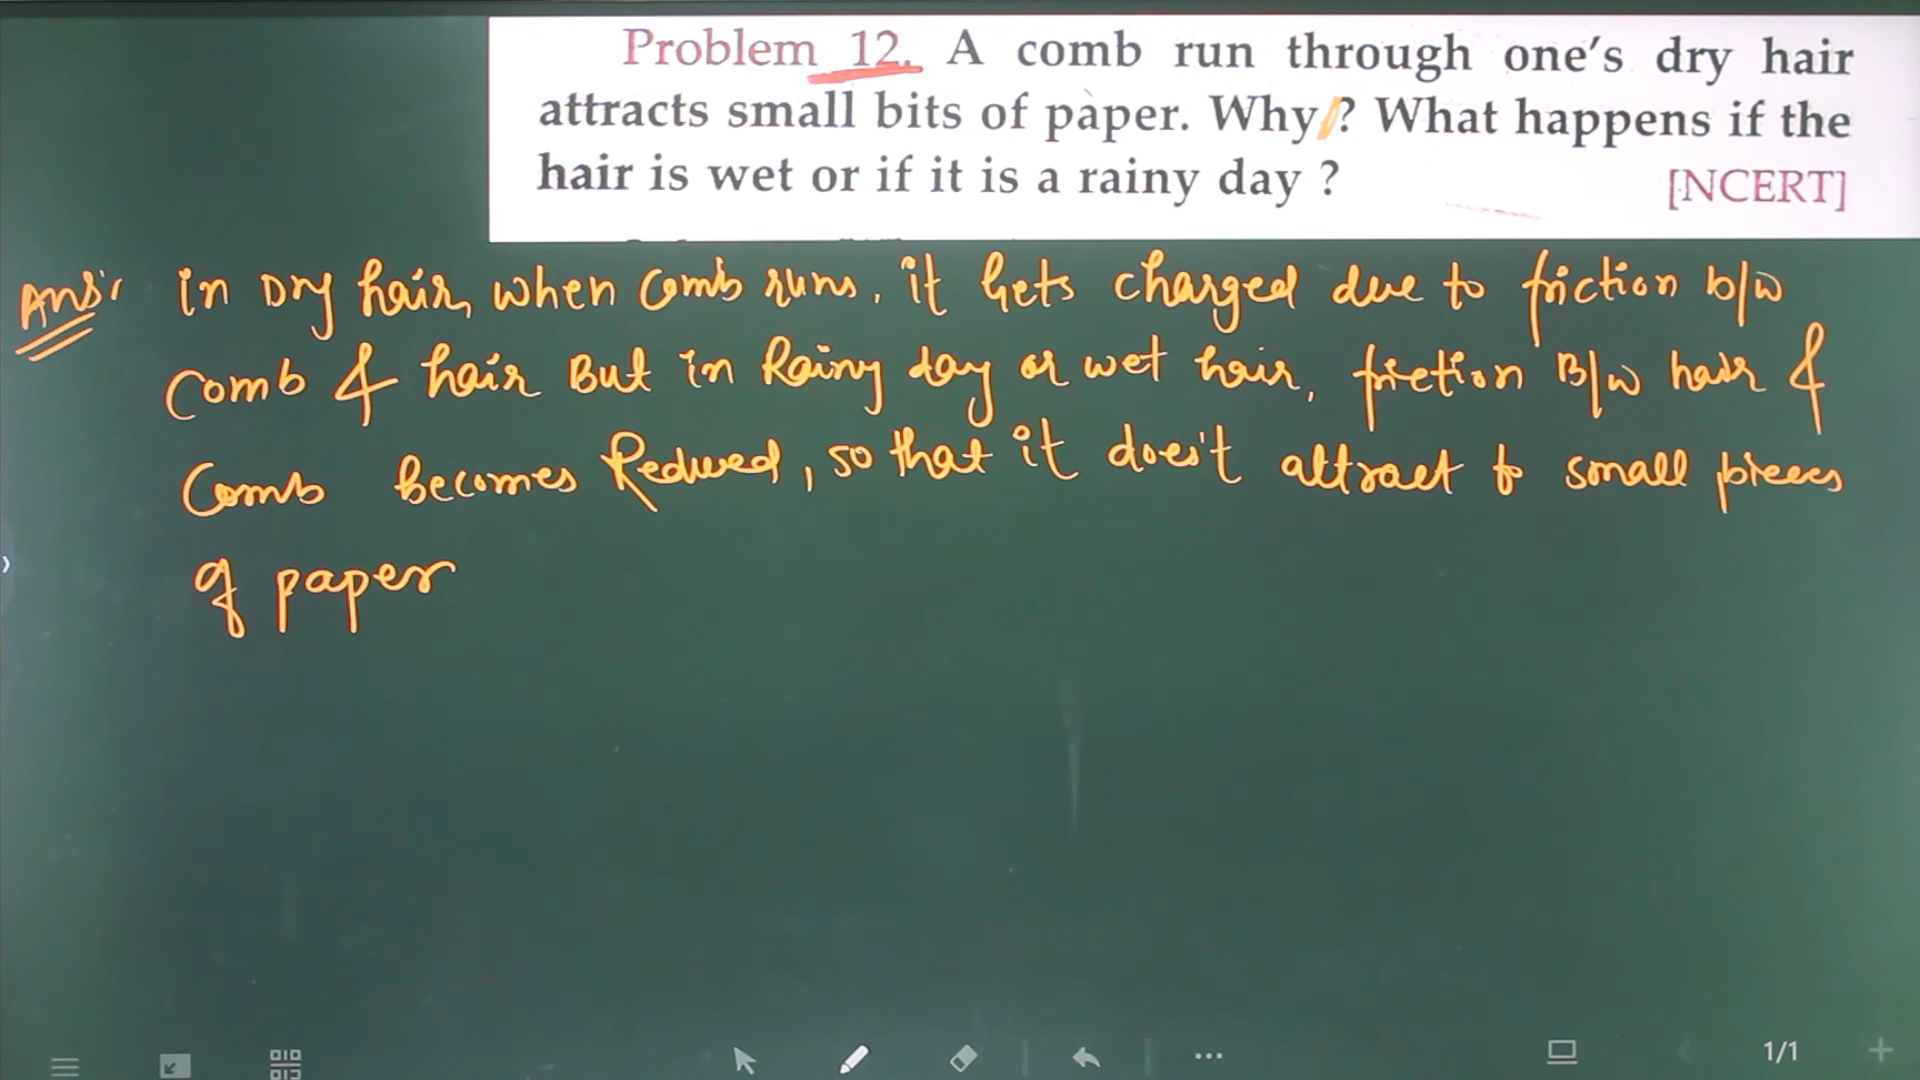 Problem 12. A comb run through one's dry hair
attracts small bits of paper. Why ? What happens if the
hair is wet or if it is a rainy day ? [NCERT]
Ans: in Dry hair, when Comb runs, it Gets charged due to friction b/w
Comb & hair But in Rainy day or wet hair, friction B/w hair &
Comb becomes Reduced, so that it does't attract to small pieces
of paper
1/1